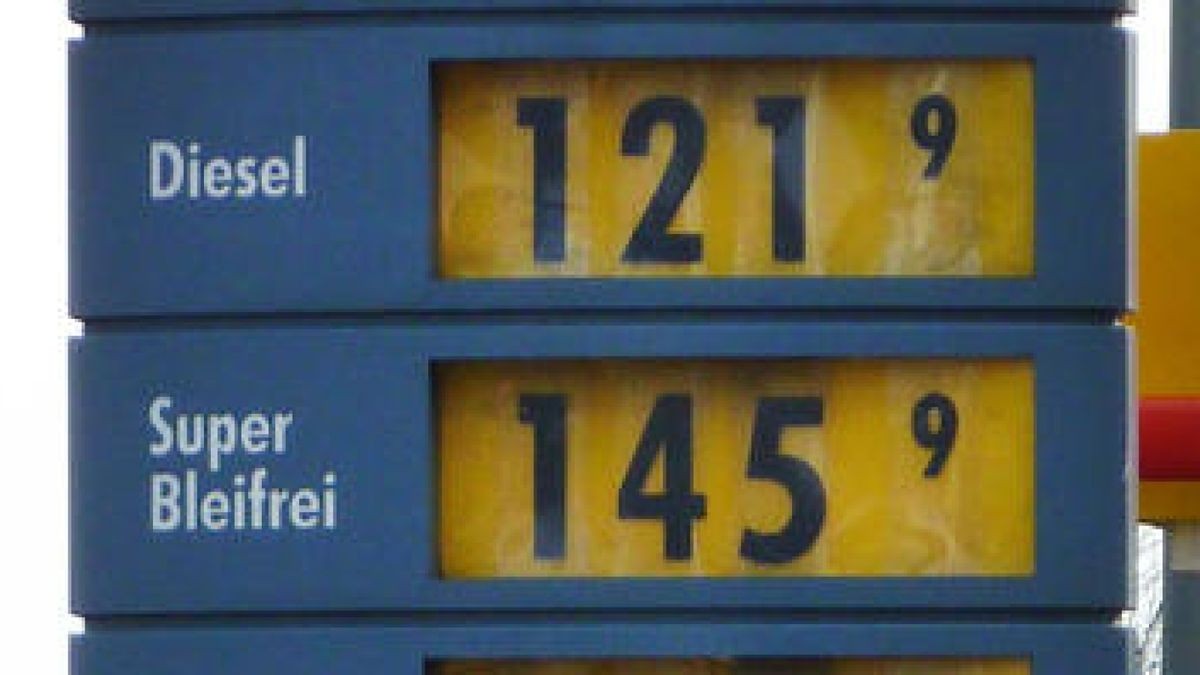 Diesel 121 9
Super
Bleifrei 145 9